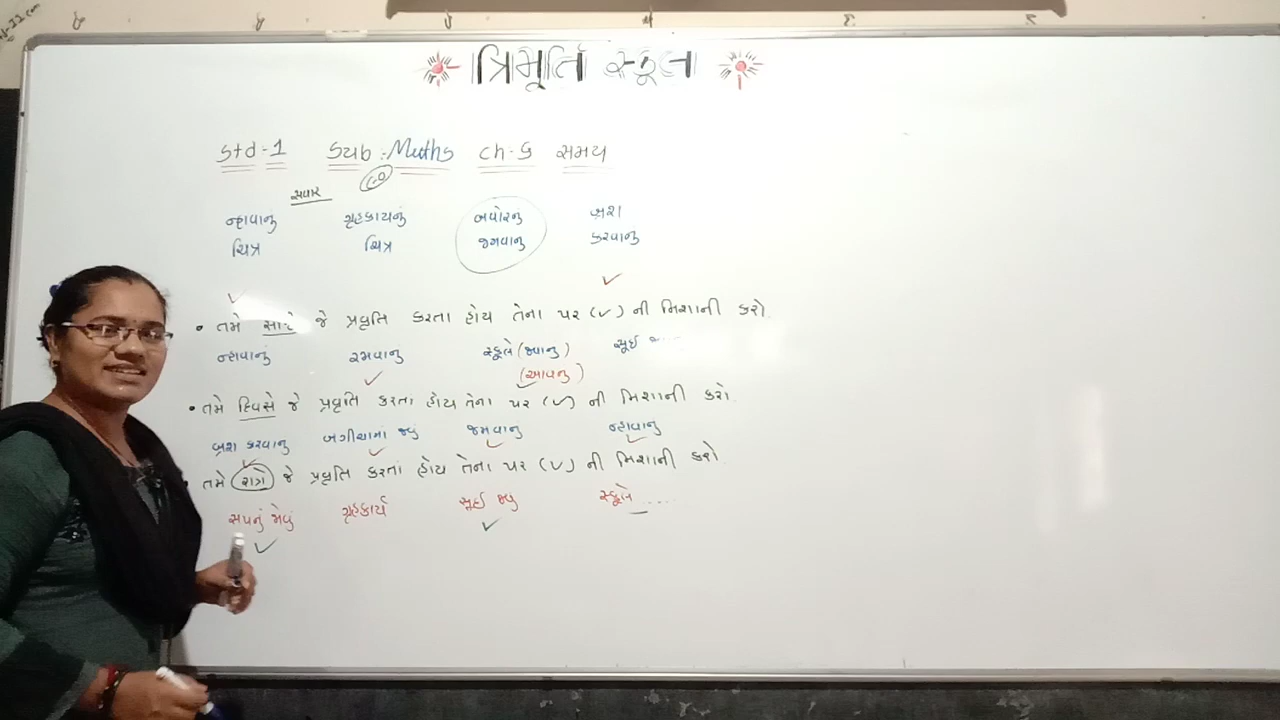 ત્રિમૂર્તિ સ્કૂલ
Std-1 Sub:-Maths ch-5 સમય
સવાર
ન્હાવાનુ ગૃહકાયનું બપોરનુ બ્રશ
ચિત્ર ચિત્ર જમવાનુ કરવાનુ
✓ ✓
• તમે સાંજે જે પ્રવૃતિ કરતા હોય તેના પર (✓) ની નિશાની કરો.
ન્હાવાનું રમવાનુ સ્કૂલે (જવાનુ) સૂઈ
✓ (આવવાનુ) ✓
• તમે દિવસે જે પ્રવૃતિ કરતા હોય તેના પર (✓) ની નિશાની કરો.
બ્રશ કરવાનુ બગીચામાં જવું જમવાનુ ન્હાવાનુ
✓ ✓ ✓ ✓
તમે રાત્રે જે પ્રવૃતિ કરતાં હોય તેના પર (✓) ની નિશાની કરો
સપનું જોવું ગૃહકાર્ય સૂઈ જવુ સ્કૂલે ....
✓ ✓